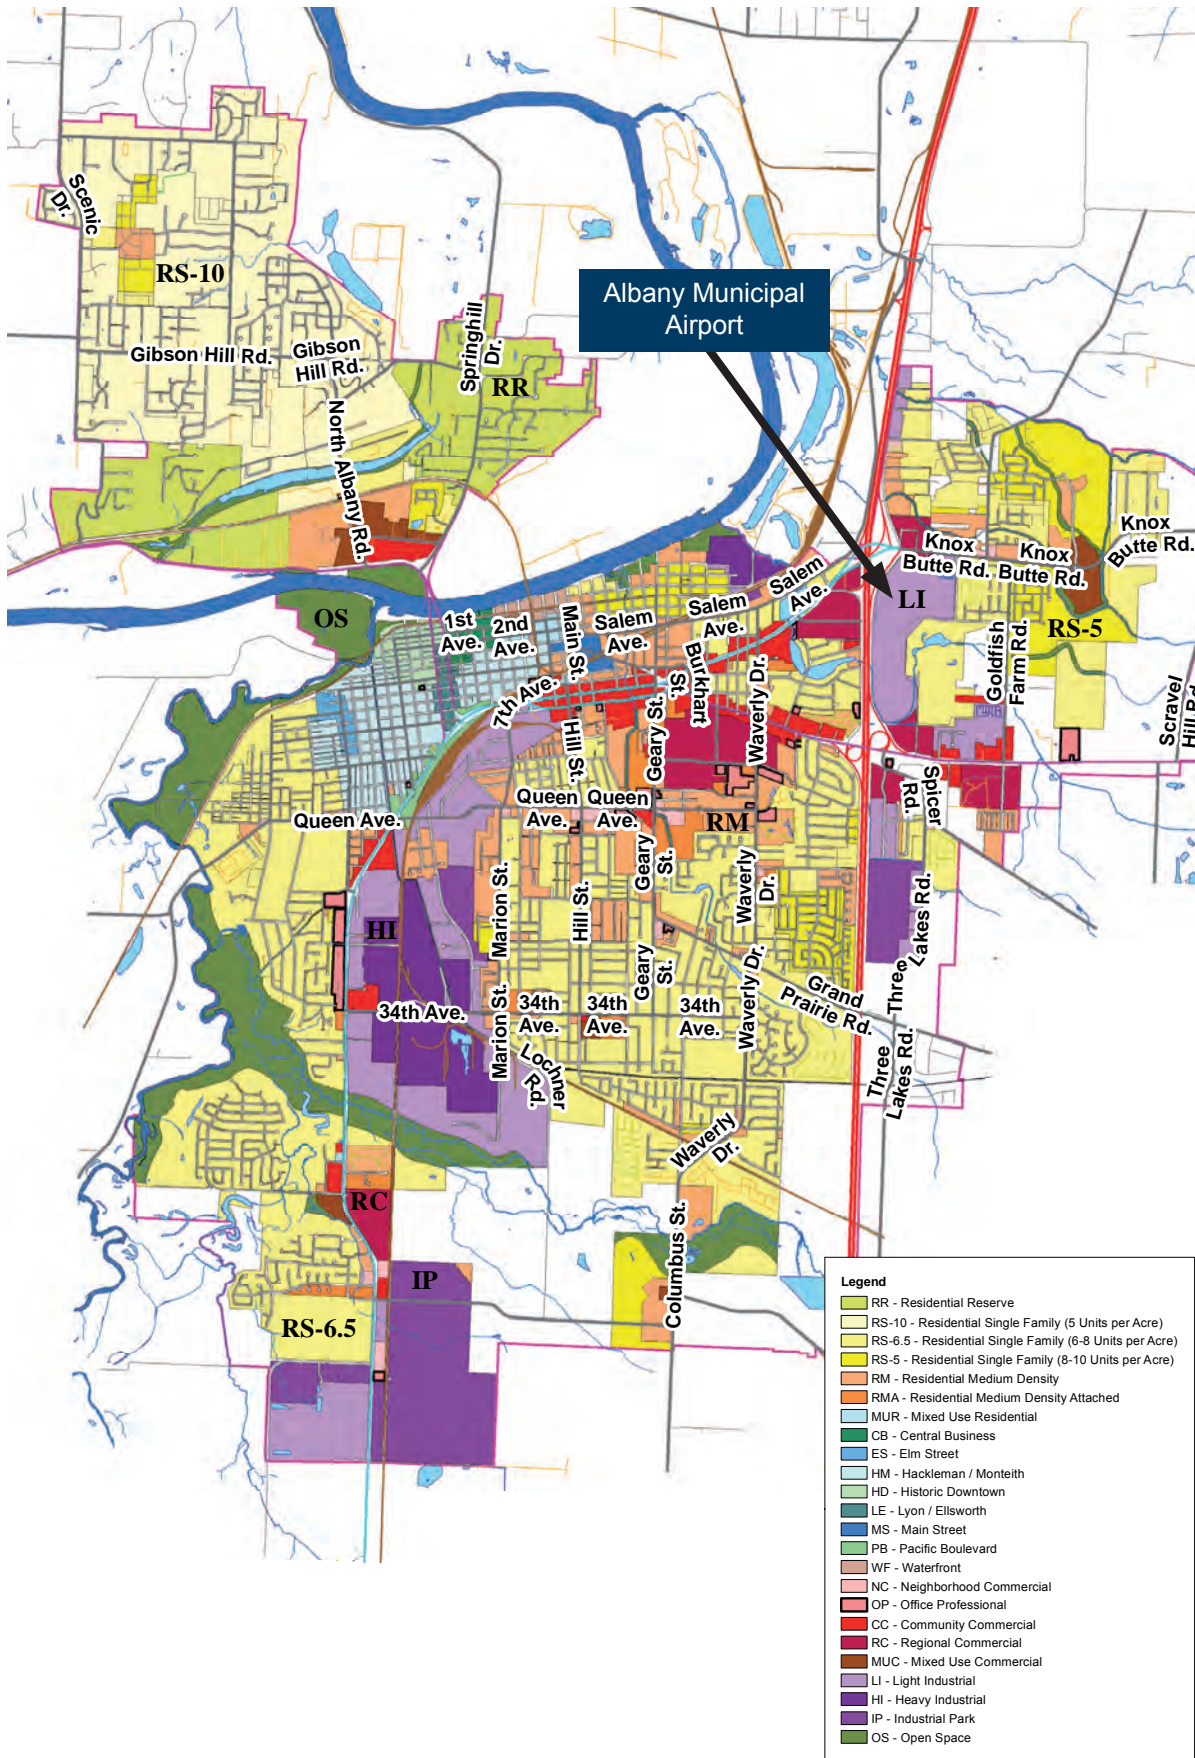 Scenic
Dr.
RS-10
Albany Municipal
Airport
Gibson Hill Rd.
Gibson
Hill Rd.
Springhill
Dr.
RR
North Albany Rd.
Knox
Butte Rd.
Knox
Butte Rd.
Knox
Butte Rd.
LI
RS-5
OS
1st
Ave.
2nd
Ave.
Main St.
Salem
Ave.
Salem
Ave.
Salem
Ave.
7th Ave.
Burkhart
St.
Waverly Dr.
Goldfish
Farm Rd.
Scravel
Hill Rd.
Hill St.
Geary St.
Spicer
Rd.
Queen Ave.
Queen
Ave.
Queen
Ave.
RM
Geary
St.
Waverly
Dr.
Marion St.
Hill St.
HI
Three
Lakes Rd.
Geary
St.
Waverly Dr.
Grand
Prairie Rd.
34th Ave.
Marion St.
34th
Ave.
34th
Ave.
34th
Ave.
Lochner
Rd.
Three
Lakes Rd.
Waverly
Dr.
RC
Columbus St.
IP
RS-6.5
Legend
RR - Residential Reserve
RS-10 - Residential Single Family (5 Units per Acre)
RS-6.5 - Residential Single Family (6-8 Units per Acre)
RS-5 - Residential Single Family (8-10 Units per Acre)
RM - Residential Medium Density
RMA - Residential Medium Density Attached
MUR - Mixed Use Residential
CB - Central Business
ES - Elm Street
HM - Hackleman / Monteith
HD - Historic Downtown
LE - Lyon / Ellsworth
MS - Main Street
PB - Pacific Boulevard
WF - Waterfront
NC - Neighborhood Commercial
OP - Office Professional
CC - Community Commercial
RC - Regional Commercial
MUC - Mixed Use Commercial
LI - Light Industrial
HI - Heavy Industrial
IP - Industrial Park
OS - Open Space